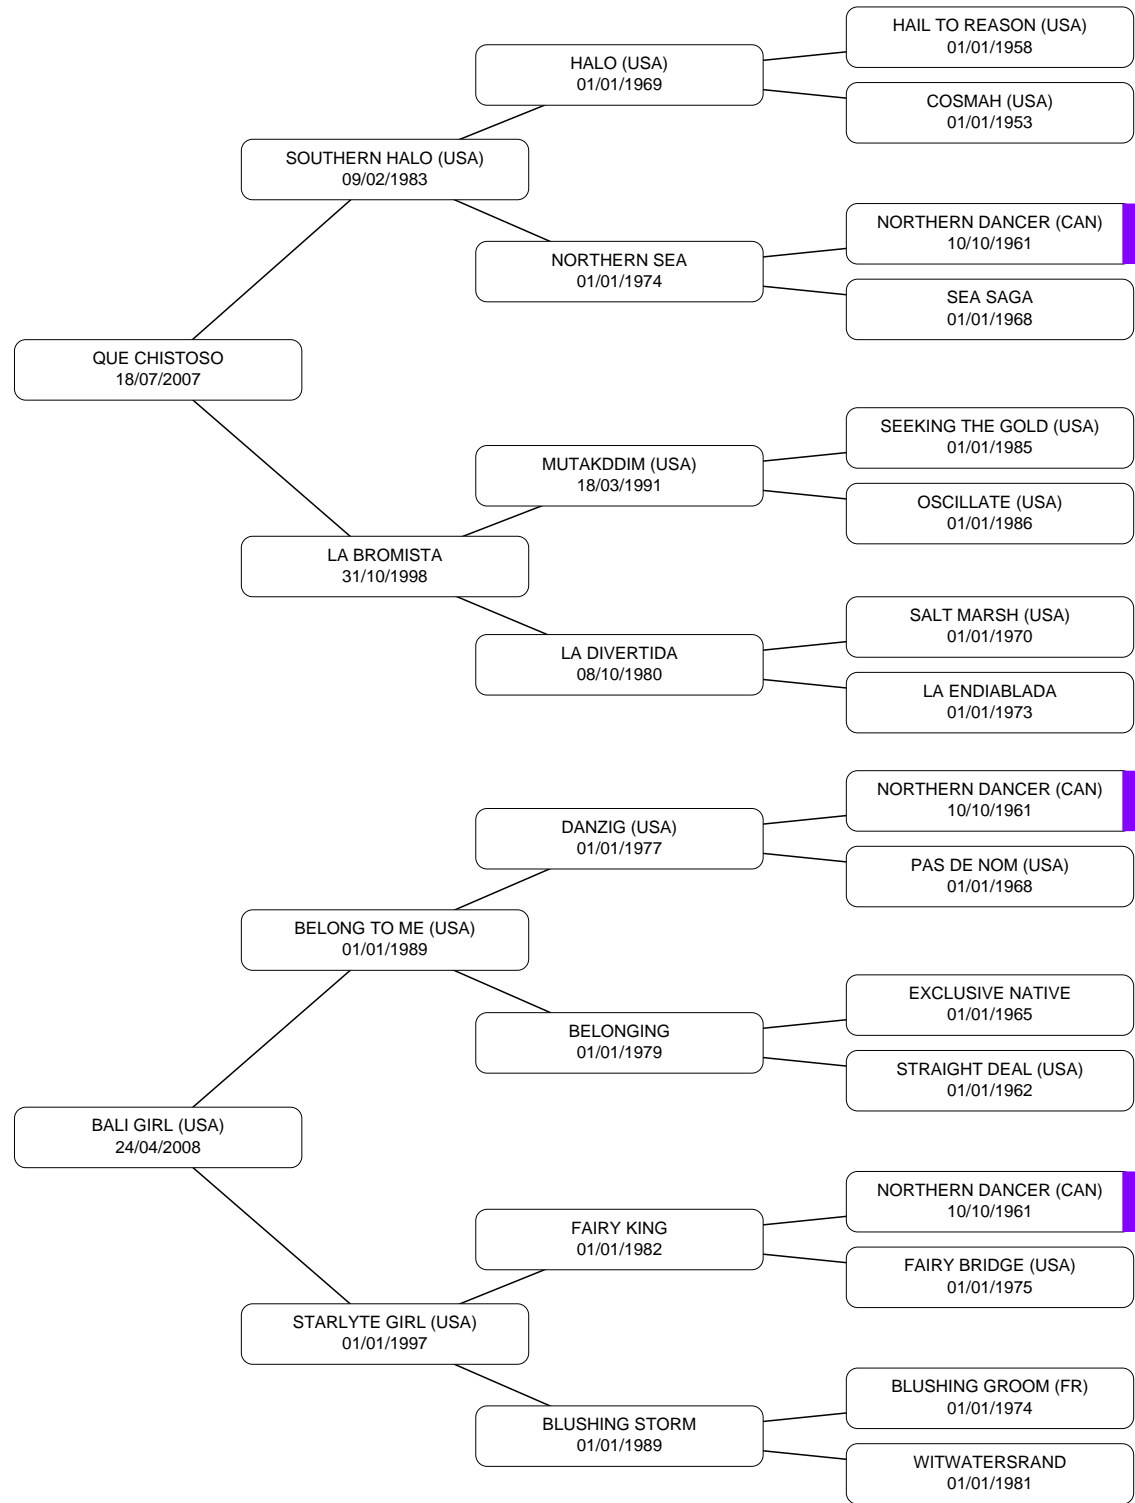 HAIL TO REASON (USA)
01/01/1958
HALO (USA)
01/01/1969
COSMAH (USA)
01/01/1953
SOUTHERN HALO (USA)
09/02/1983
NORTHERN DANCER (CAN)
10/10/1961
NORTHERN SEA
01/01/1974
SEA SAGA
01/01/1968
QUE CHISTOSO
18/07/2007
SEEKING THE GOLD (USA)
01/01/1985
MUTAKDDIM (USA)
18/03/1991
OSCILLATE (USA)
01/01/1986
LA BROMISTA
31/10/1998
SALT MARSH (USA)
01/01/1970
LA DIVERTIDA
08/10/1980
LA ENDIABLADA
01/01/1973
NORTHERN DANCER (CAN)
10/10/1961
DANZIG (USA)
01/01/1977
PAS DE NOM (USA)
01/01/1968
BELONG TO ME (USA)
01/01/1989
EXCLUSIVE NATIVE
01/01/1965
BELONGING
01/01/1979
STRAIGHT DEAL (USA)
01/01/1962
BALI GIRL (USA)
24/04/2008
NORTHERN DANCER (CAN)
10/10/1961
FAIRY KING
01/01/1982
FAIRY BRIDGE (USA)
01/01/1975
STARLYTE GIRL (USA)
01/01/1997
BLUSHING GROOM (FR)
01/01/1974
BLUSHING STORM
01/01/1989
WITWATERSRAND
01/01/1981